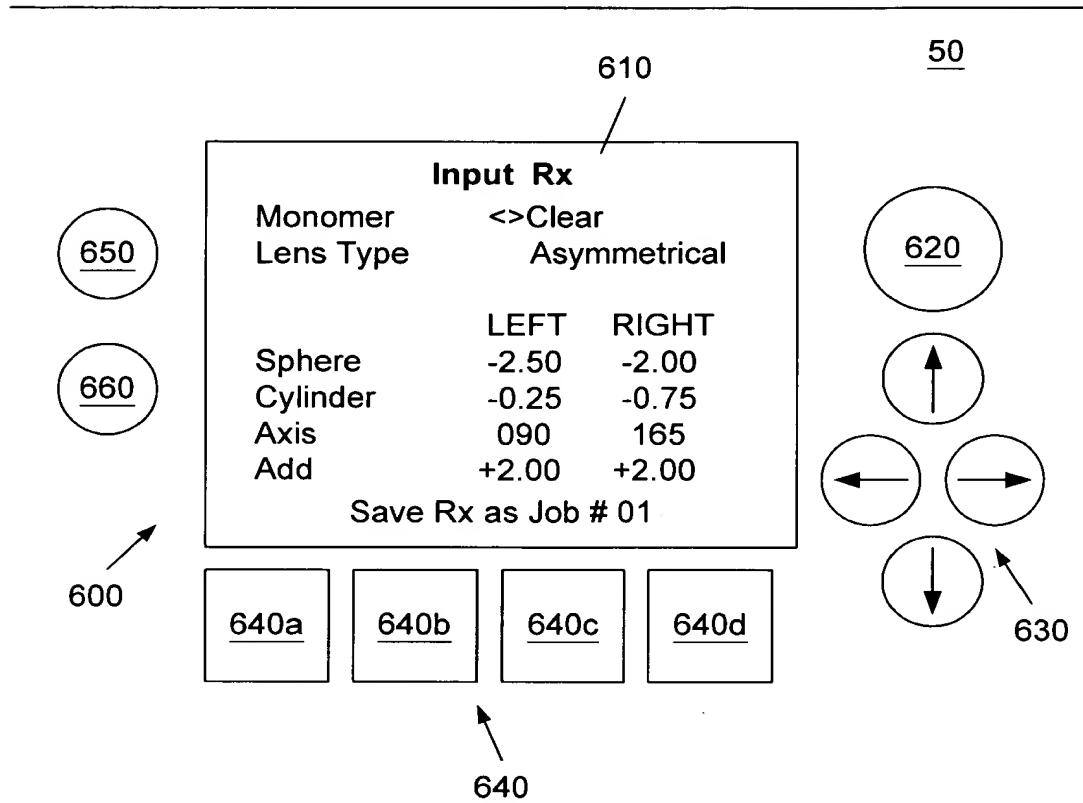 50
610
Input Rx
Monomer <>Clear
Lens Type Asymmetrical
LEFT RIGHT
Sphere -2.50 -2.00
Cylinder -0.25 -0.75
Axis 090 165
Add +2.00 +2.00
Save Rx as Job # 01
650
660
620
600
630
640a 640b 640c 640d
640